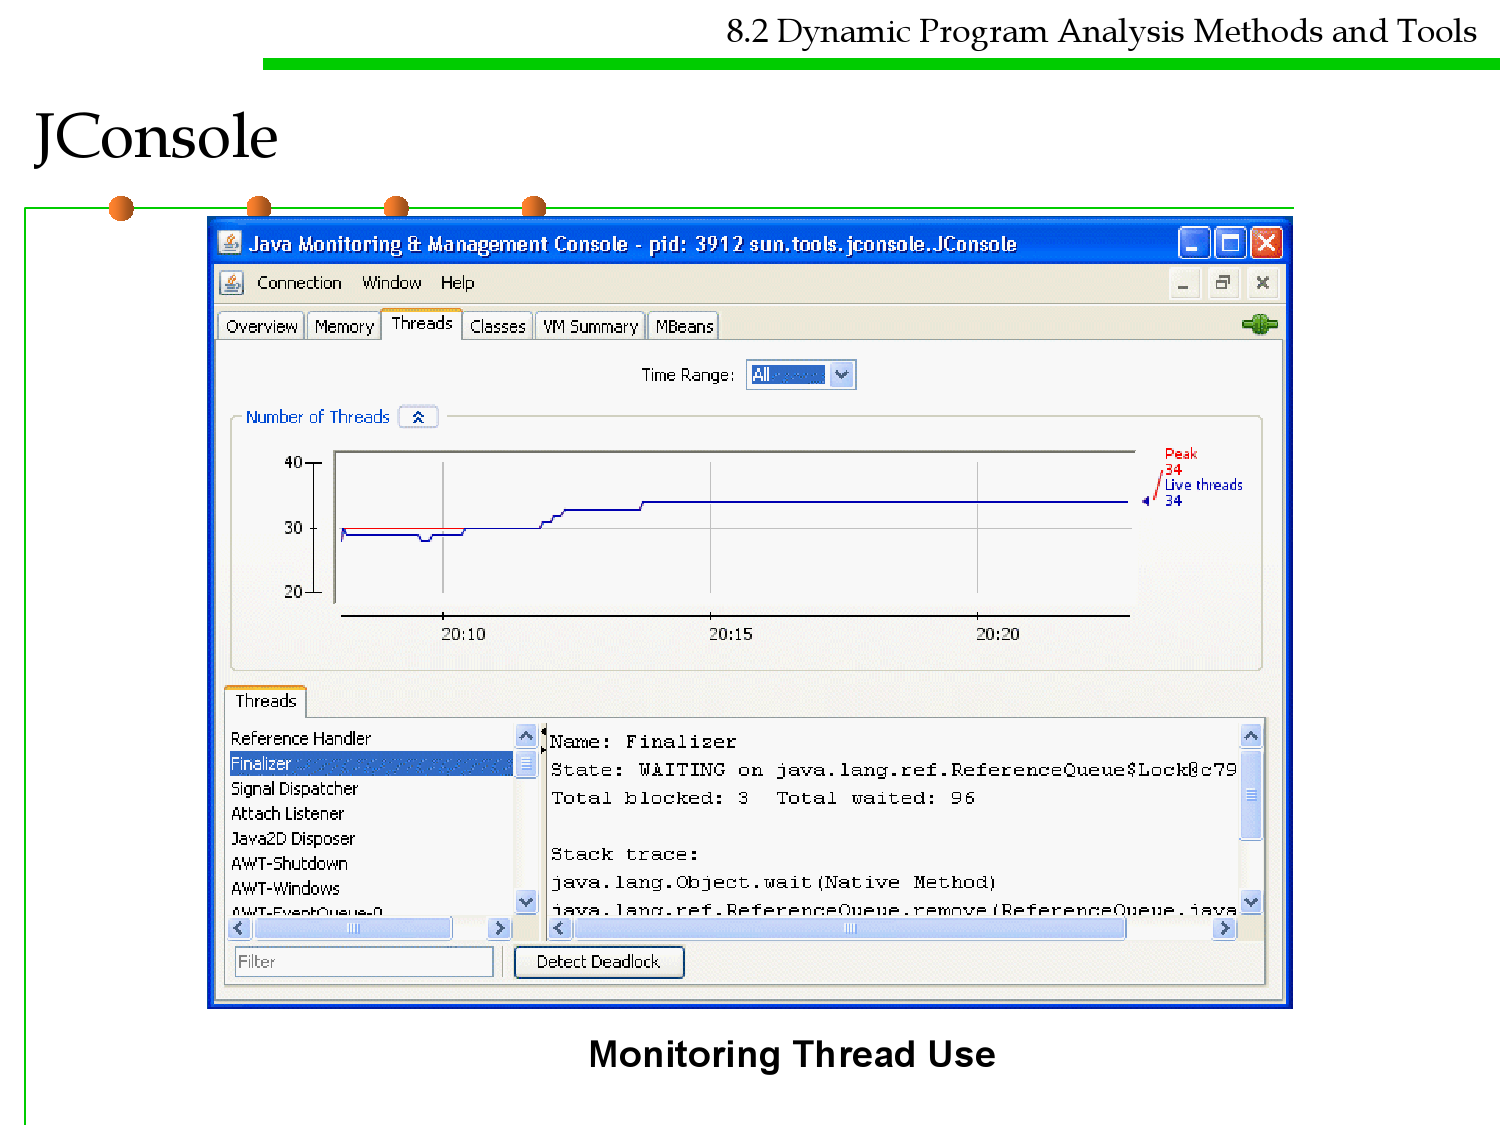 8.2 Dynamic Program Analysis Methods and Tools
JConsole
Java Monitoring & Management Console - pid: 3912 sun.tools.jconsole.JConsole
Connection Window Help
Overview Memory Threads Classes VM Summary MBeans
Time Range: All
Number of Threads
40
30
20
Peak
34
Live threads
34
20:10 20:15 20:20
Threads
Reference Handler
Finalizer
Signal Dispatcher
Attach Listener
Java2D Disposer
AWT-Shutdown
AWT-Windows
AWT-EventQueue-0
Name: Finalizer
State: WAITING on java.lang.ref.ReferenceQueue$Lock@c79
Total blocked: 3 Total waited: 96
Stack trace:
java.lang.Object.wait(Native Method)
java.lang.ref.ReferenceQueue.remove(ReferenceQueue.java
Filter
Detect Deadlock
Monitoring Thread Use